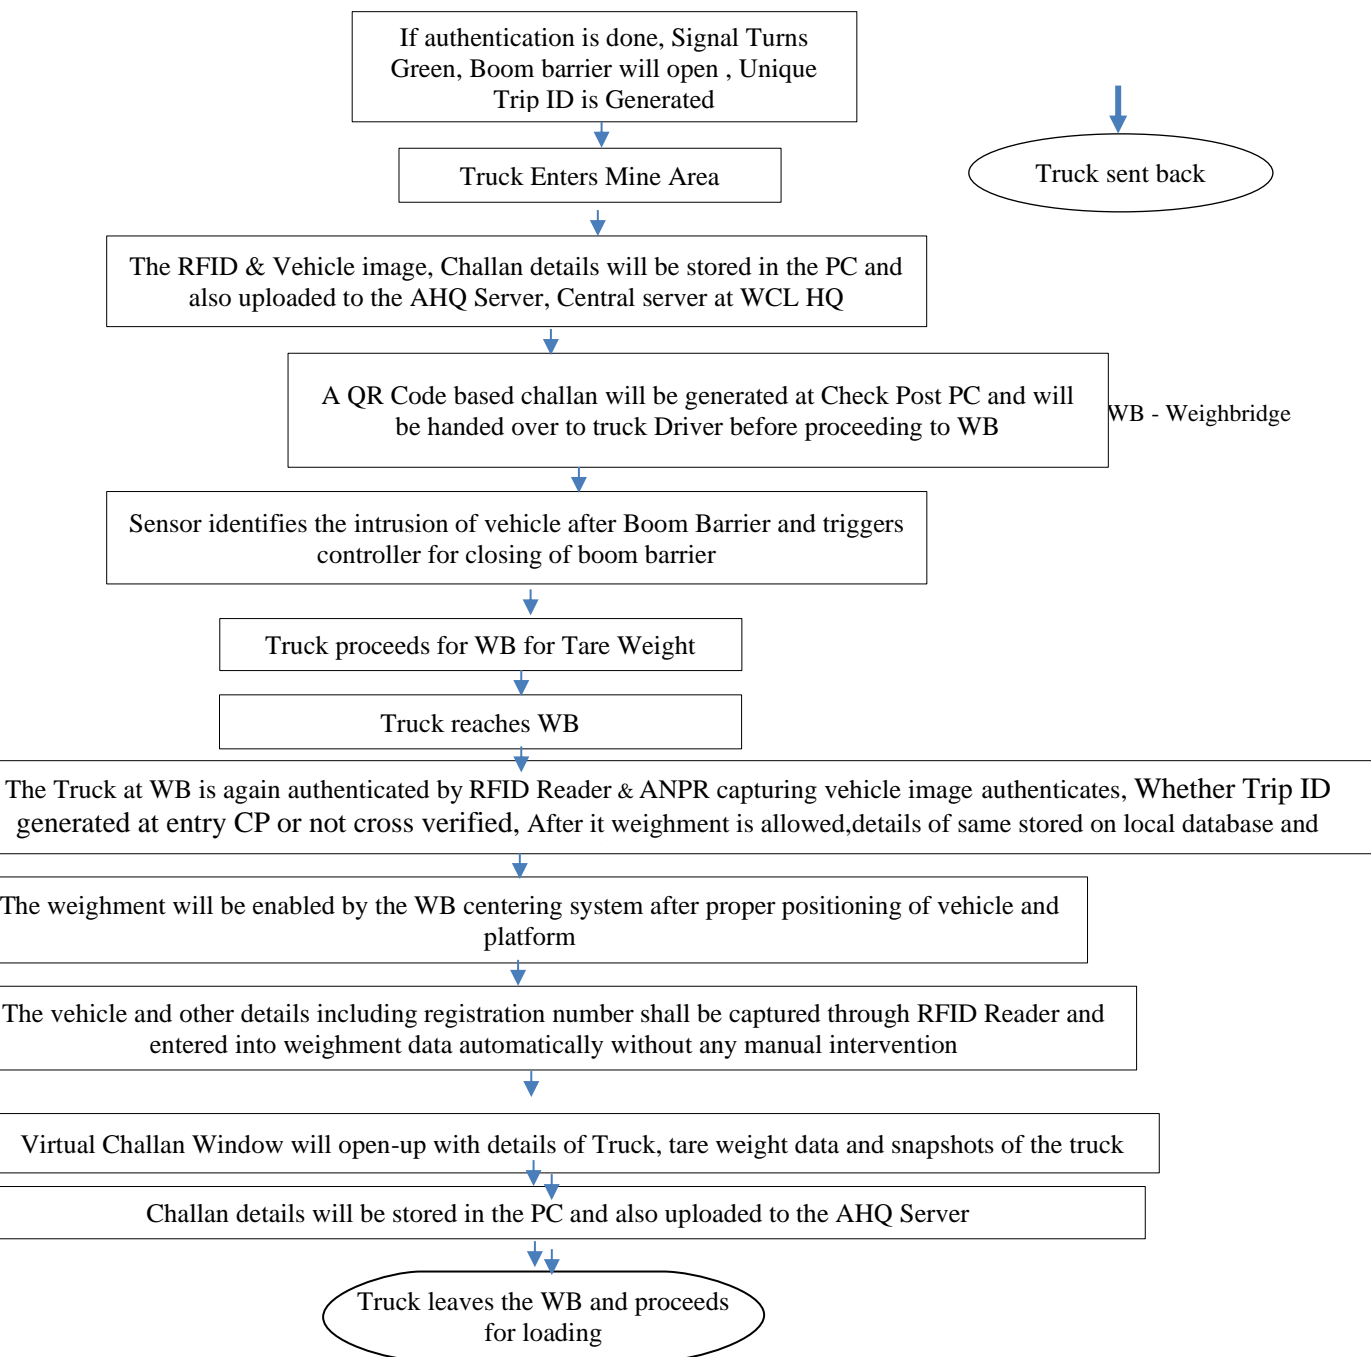 If authentication is done, Signal Turns
Green, Boom barrier will open , Unique
Trip ID is Generated
Truck Enters Mine Area
Truck sent back
The RFID & Vehicle image, Challan details will be stored in the PC and
also uploaded to the AHQ Server, Central server at WCL HQ
A QR Code based challan will be generated at Check Post PC and will
be handed over to truck Driver before proceeding to WB
WB - Weighbridge
Sensor identifies the intrusion of vehicle after Boom Barrier and triggers
controller for closing of boom barrier
Truck proceeds for WB for Tare Weight
Truck reaches WB
The Truck at WB is again authenticated by RFID Reader & ANPR capturing vehicle image authenticates, Whether Trip ID
generated at entry CP or not cross verified, After it weighment is allowed,details of same stored on local database and
The weighment will be enabled by the WB centering system after proper positioning of vehicle and
platform
The vehicle and other details including registration number shall be captured through RFID Reader and
entered into weighment data automatically without any manual intervention
Virtual Challan Window will open-up with details of Truck, tare weight data and snapshots of the truck
Challan details will be stored in the PC and also uploaded to the AHQ Server
Truck leaves the WB and proceeds
for loading